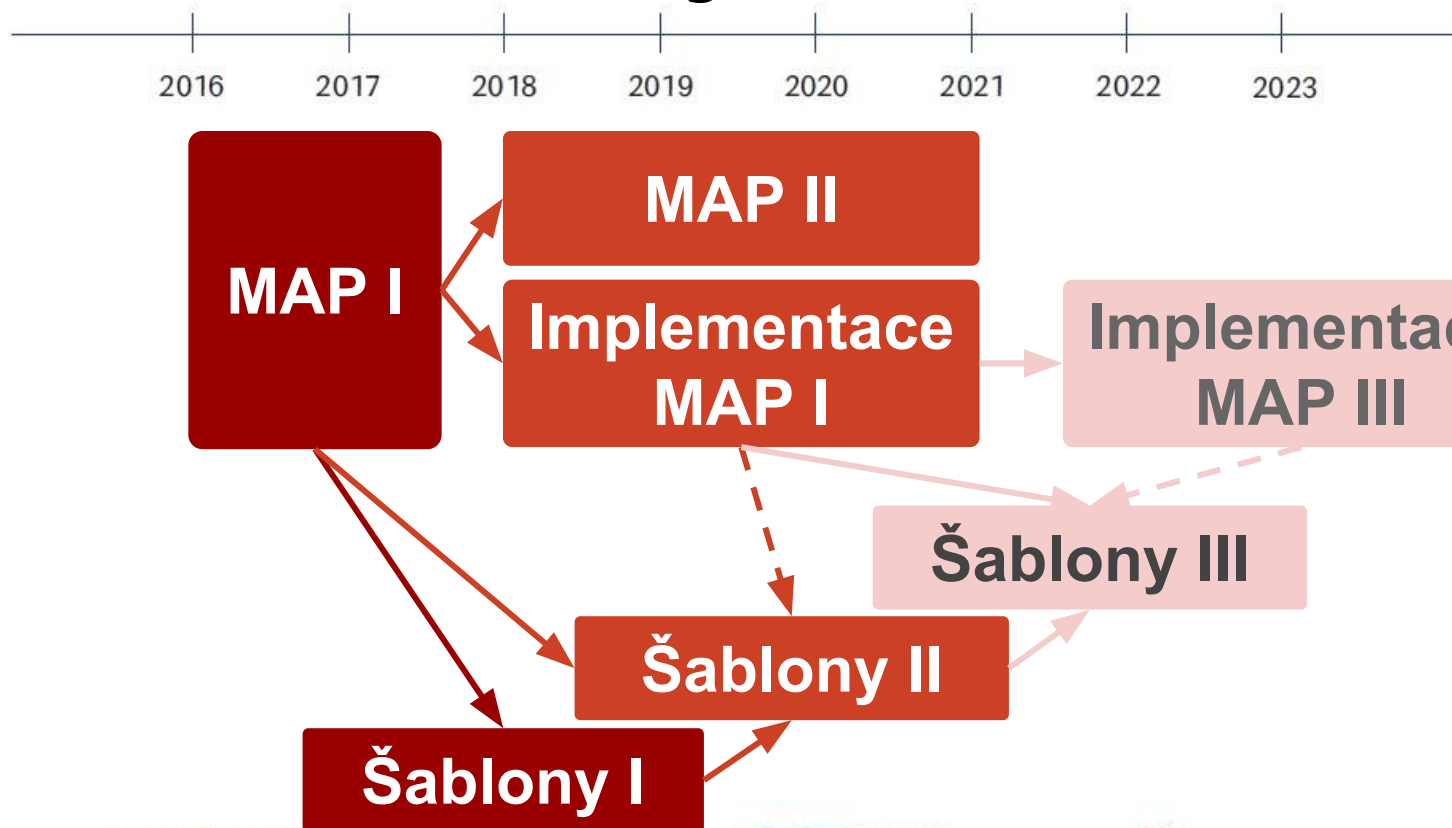 2016 2017 2018 2019 2020 2021 2022 2023
MAP I
MAP II
Implementace
MAP I
Implementac
MAP III
Šablony III
Šablony II
Šablony I